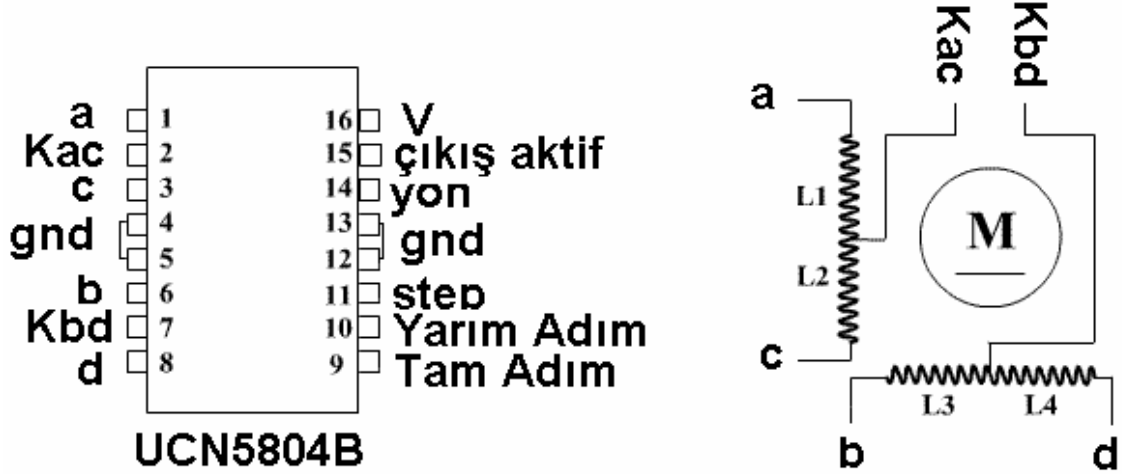 a 1 16 V
Kac 2 15 çıkış aktif
c 3 14 yon
gnd 4 13 gnd
5 12
b 6 11 step
Kbd 7 10 Yarım Adım
d 8 9 Tam Adım
UCN5804B
Kac
Kbd
a
L1
M
L2
c
L3 L4
b d